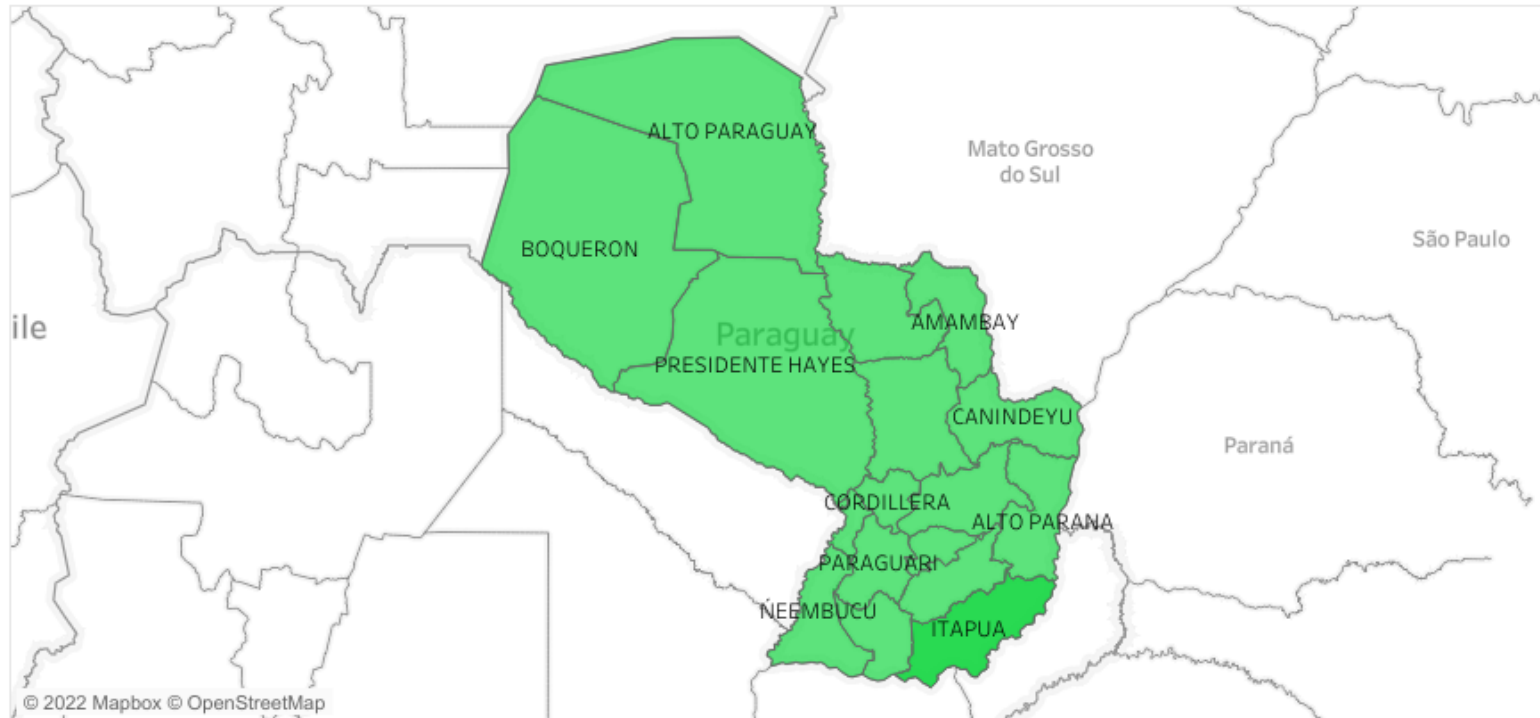 ALTO PARAGUAY
Mato Grosso
do Sul
São Paulo
BOQUERON
ile
Paraguay
AMAMBAY
PRESIDENTE HAYES
CANINDEYU
Paraná
CORDILLERA
ALTO PARANA
PARAGUARI
ÑEEMBUCU
ITAPUA
© 2022 Mapbox © OpenStreetMap